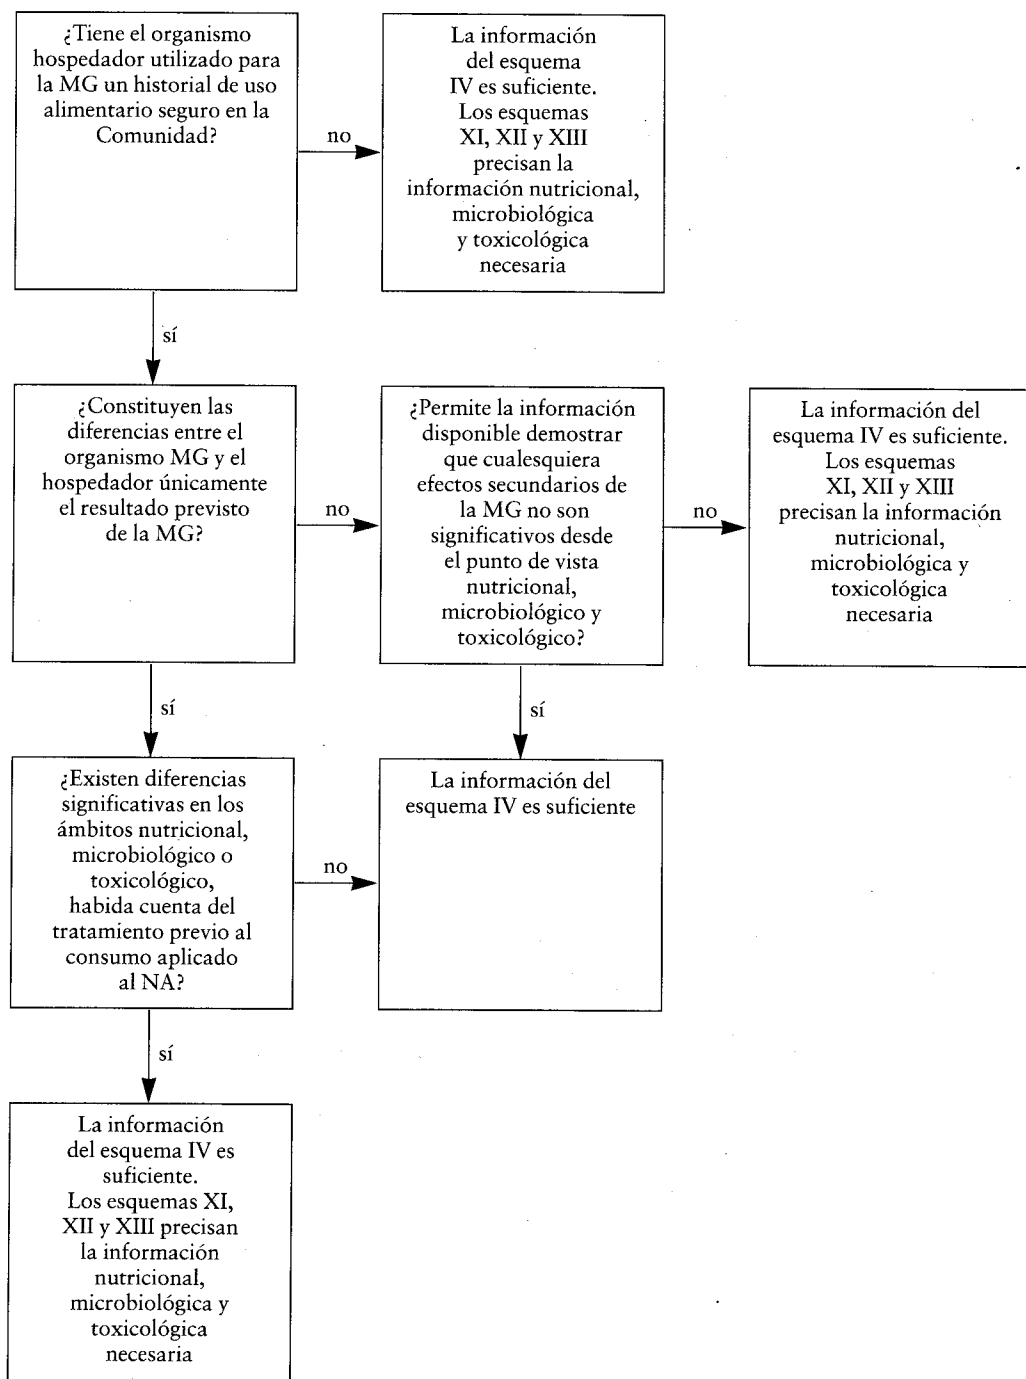 ¿Tiene el organismo
hospedador utilizado para
la MG un historial de uso
alimentario seguro en la
Comunidad?
no
La información
del esquema
IV es suficiente.
Los esquemas
XI, XII y XIII
precisan la
información nutricional,
microbiológica
y toxicológica
necesaria
sí
¿Constituyen las
diferencias entre el
organismo MG y el
hospedador únicamente
el resultado previsto
de la MG?
no
¿Permite la información
disponible demostrar
que cualesquiera
efectos secundarios de
la MG no son
significativos desde
el punto de vista
nutricional,
microbiológico y
toxicológico?
no
La información del
esquema IV es suficiente.
Los esquemas
XI, XII y XIII
precisan la información
nutricional,
microbiológica y
toxicológica
necesaria
sí
sí
¿Existen diferencias
significativas en los
ámbitos nutricional,
microbiológico o
toxicológico,
habida cuenta del
tratamiento previo al
consumo aplicado
al NA?
no
La información del
esquema IV es suficiente
sí
La información
del esquema IV es
suficiente.
Los esquemas XI,
XII y XIII precisan
la información
nutricional,
microbiológica y
toxicológica
necesaria